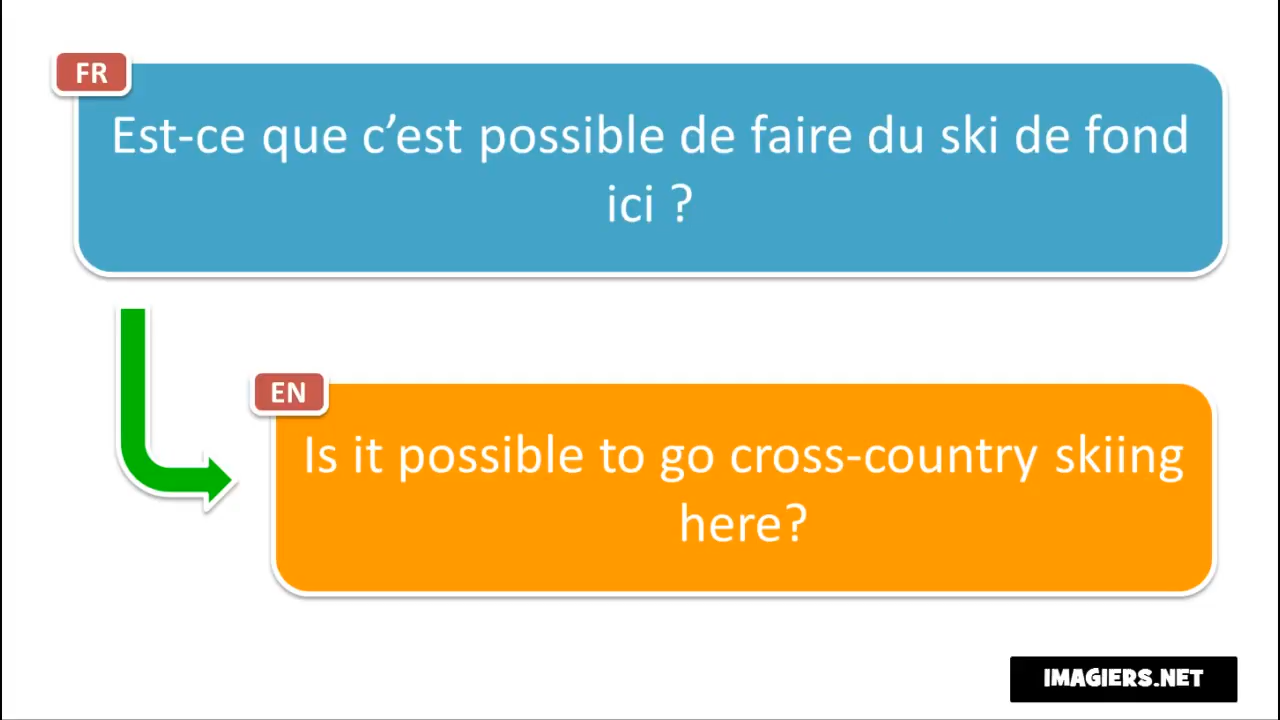 FR
Est-ce que c’est possible de faire du ski de fond
ici ?
EN
Is it possible to go cross-country skiing
here?
IMAGIERS.NET